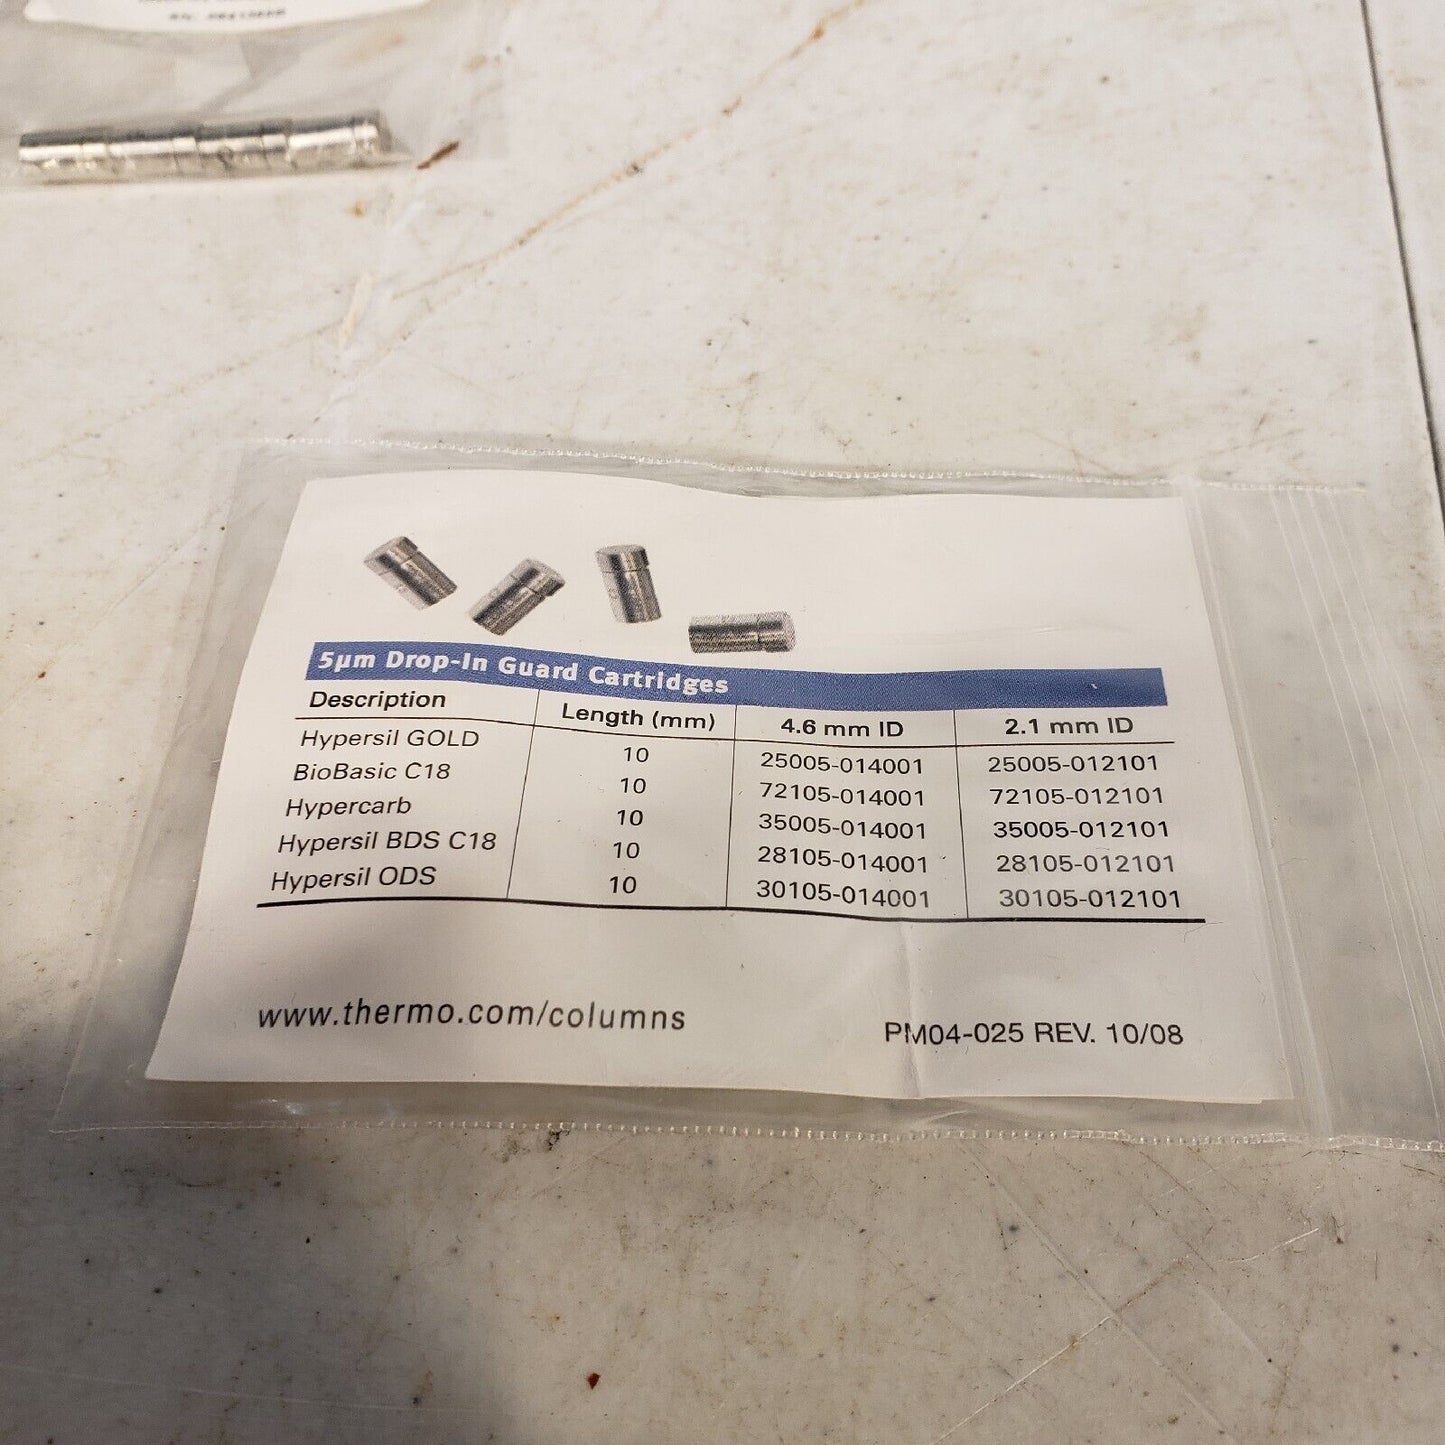 5µm Drop-In Guard Cartridges
Description Length (mm) 4.6 mm ID 2.1 mm ID
Hypersil GOLD 10 25005-014001 25005-012101
BioBasic C18 10 72105-014001 72105-012101
Hypercarb 10 35005-014001 35005-012101
Hypersil BDS C18 10 28105-014001 28105-012101
Hypersil ODS 10 30105-014001 30105-012101
www.thermo.com/columns
PM04-025 REV. 10/08